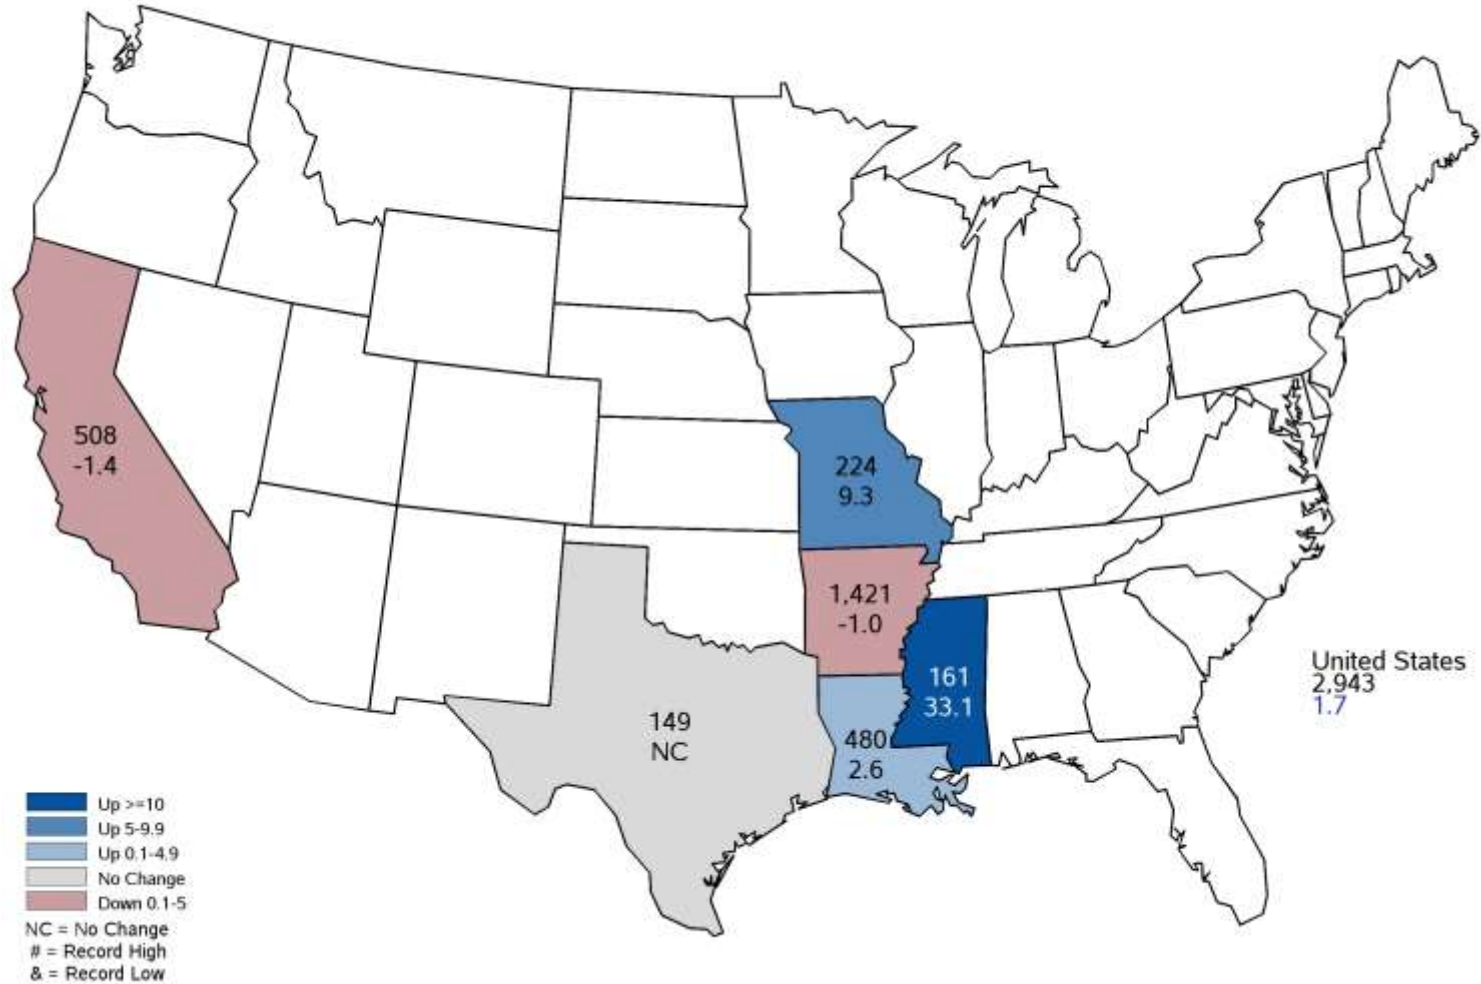 508
-1.4
224
9.3
1,421
-1.0
161
33.1
149
NC
480
2.6
United States
2,943
1.7
Up >=10
Up 5-9.9
Up 0.1-4.9
No Change
Down 0.1-5
NC = No Change
# = Record High
& = Record Low